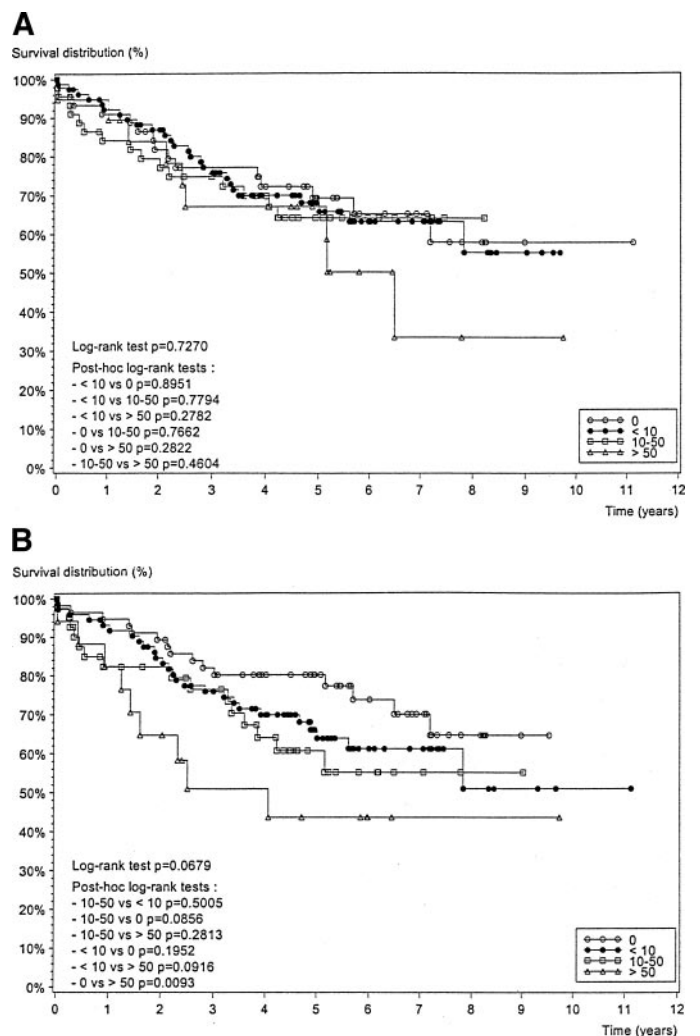 A
Survival distribution (%)
100%
90%
80%
70%
60%
50%
40%
30%
20%
10%
0%
Log-rank test p=0.7270
Post-hoc log-rank tests :
- < 10 vs 0 p=0.8951
- < 10 vs 10-50 p=0.7794
- < 10 vs > 50 p=0.2782
- 0 vs 10-50 p=0.7662
- 0 vs > 50 p=0.2822
- 10-50 vs > 50 p=0.4604
0
< 10
10-50
> 50
0 1 2 3 4 5 6 7 8 9 10 11 12
Time (years)
B
Survival distribution (%)
100%
90%
80%
70%
60%
50%
40%
30%
20%
10%
0%
Log-rank test p=0.0679
Post-hoc log-rank tests :
- 10-50 vs < 10 p=0.5005
- 10-50 vs 0 p=0.0856
- 10-50 vs > 50 p=0.2813
- < 10 vs 0 p=0.1952
- < 10 vs > 50 p=0.0916
- 0 vs > 50 p=0.0093
0
< 10
10-50
> 50
0 1 2 3 4 5 6 7 8 9 10 11 12
Time (years)